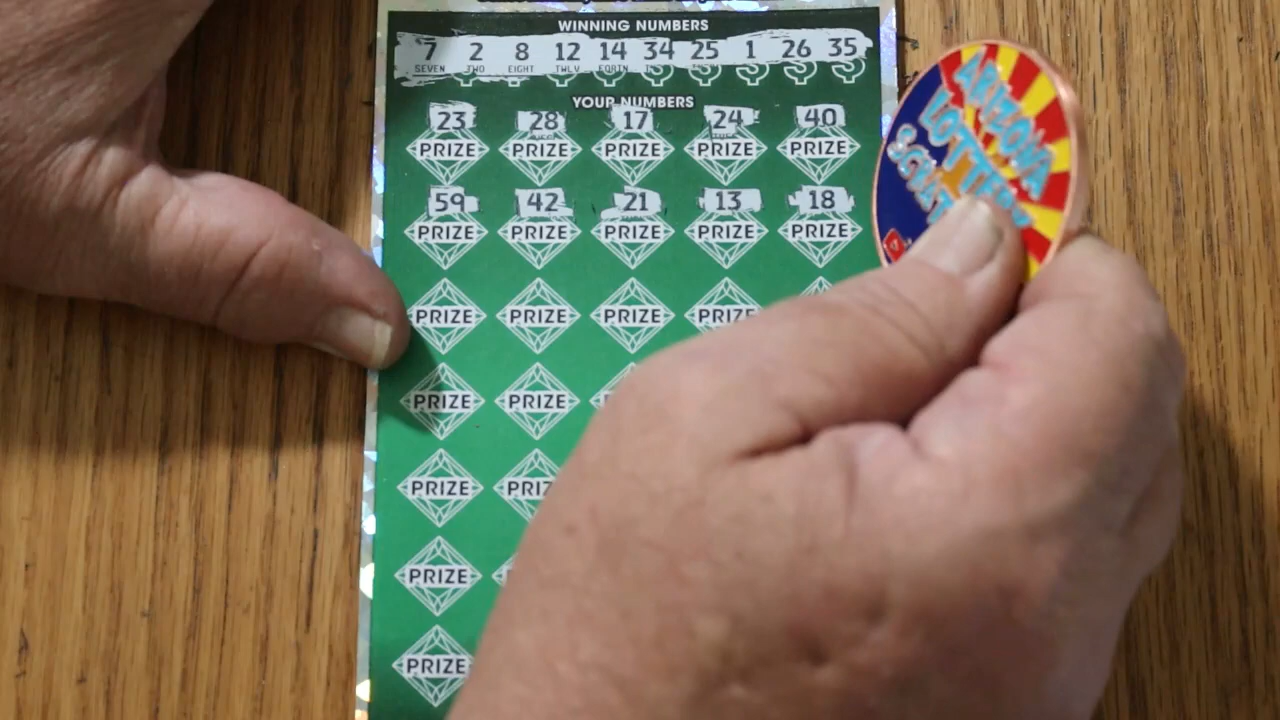 WINNING NUMBERS
7 2 8 12 14 34 25 1 26 35
SEVEN TWO EIGHT TWLV FORTN
YOUR NUMBERS
23 28 17 24 40
PRIZE PRIZE PRIZE PRIZE PRIZE
59 42 21 13 18
PRIZE PRIZE PRIZE PRIZE PRIZE
PRIZE PRIZE PRIZE PRIZE
PRIZE PRIZE
PRIZE PRIZE
PRIZE
PRIZE
ARIZONA
LOTTERY